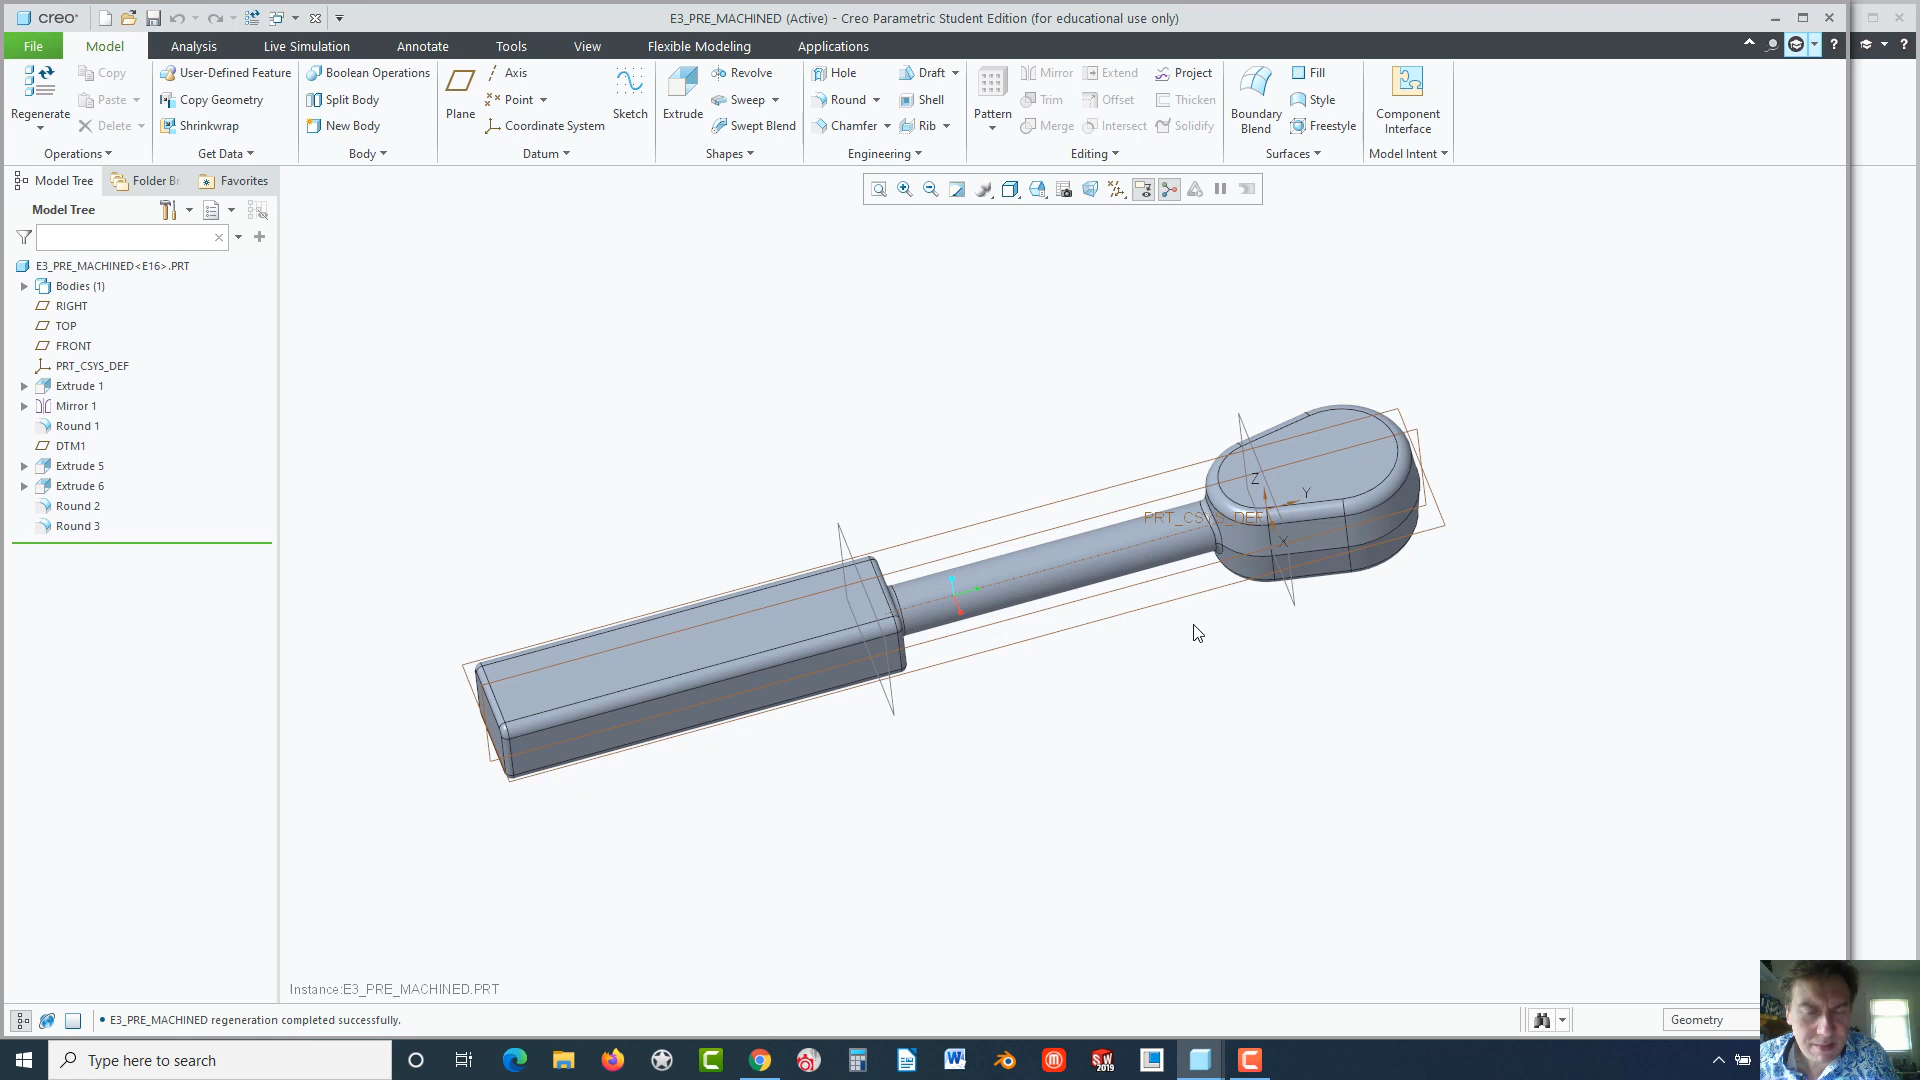 creo·
E3_PRE_MACHINED (Active) - Creo Parametric Student Edition (for educational use only)
File Model Analysis Live Simulation Annotate Tools View Flexible Modeling Applications
Regenerate
Copy
Paste
Delete
Operations
User-Defined Feature
Copy Geometry
Shrinkwrap
Get Data
Boolean Operations
Split Body
New Body
Body
Plane
Axis
Point
Coordinate System
Sketch
Datum
Extrude
Revolve
Sweep
Swept Blend
Shapes
Hole
Round
Chamfer
Draft
Shell
Rib
Engineering
Pattern
Mirror
Extend
Project
Trim
Offset
Thicken
Merge
Intersect
Solidify
Editing
Boundary
Blend
Fill
Style
Freestyle
Surfaces
Component
Interface
Model Intent
Model Tree Folder Br Favorites
Model Tree
E3_PRE_MACHINED<E16>.PRT
Bodies (1)
RIGHT
TOP
FRONT
PRT_CSYS_DEF
Extrude 1
Mirror 1
Round 1
DTM1
Extrude 5
Extrude 6
Round 2
Round 3
Z
Y
PRT_CSYS_DEF
X
Instance:E3_PRE_MACHINED.PRT
• E3_PRE_MACHINED regeneration completed successfully.
Geometry
Type here to search
SW
2019